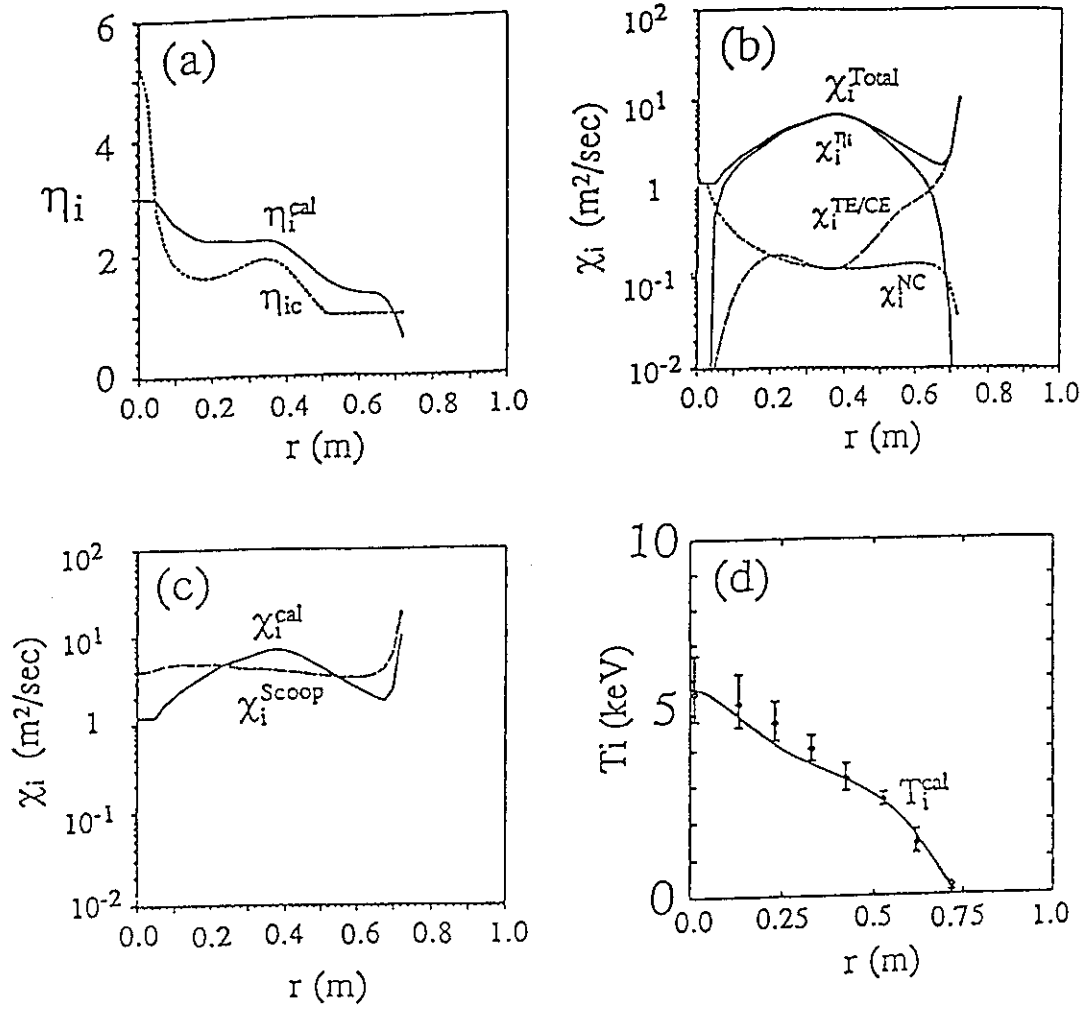 (a)
6
4
2
0
η_i
η_i^cal
η_ic
0.0 0.2 0.4 0.6 0.8 1.0
r (m)
(b)
10^2
10^1
1
10^-1
10^-2
χ_i (m^2/sec)
χ_i^Total
χ_i^ηi
χ_i^TE/CE
χ_i^NC
0.0 0.2 0.4 0.6 0.8 1.0
r (m)
(c)
10^2
10^1
1
10^-1
10^-2
χ_i (m^2/sec)
χ_i^cal
χ_i^Scoop
0.0 0.2 0.4 0.6 0.8 1.0
r (m)
(d)
10
5
0
Ti (keV)
T_i^cal
0.0 0.25 0.5 0.75 1.0
r (m)